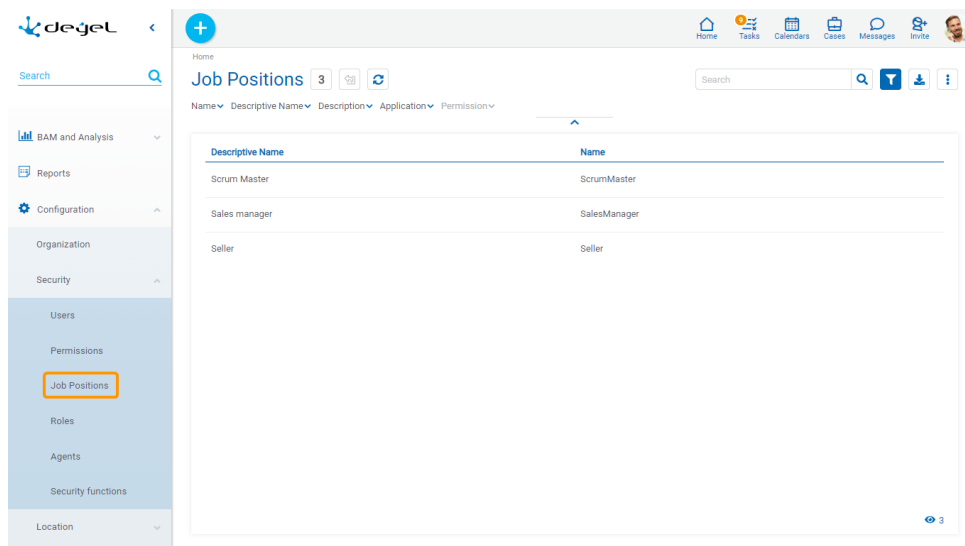 deyel
Search
BAM and Analysis
Reports
Configuration
Organization
Security
Users
Permissions
Job Positions
Roles
Agents
Security functions
Location
+
9
Home
Tasks
Calendars
Cases
Messages
Invite
Home
Job Positions 3
Search
Name Descriptive Name Description Application Permission
Descriptive Name Name
Scrum Master ScrumMaster
Sales manager SalesManager
Seller Seller
3